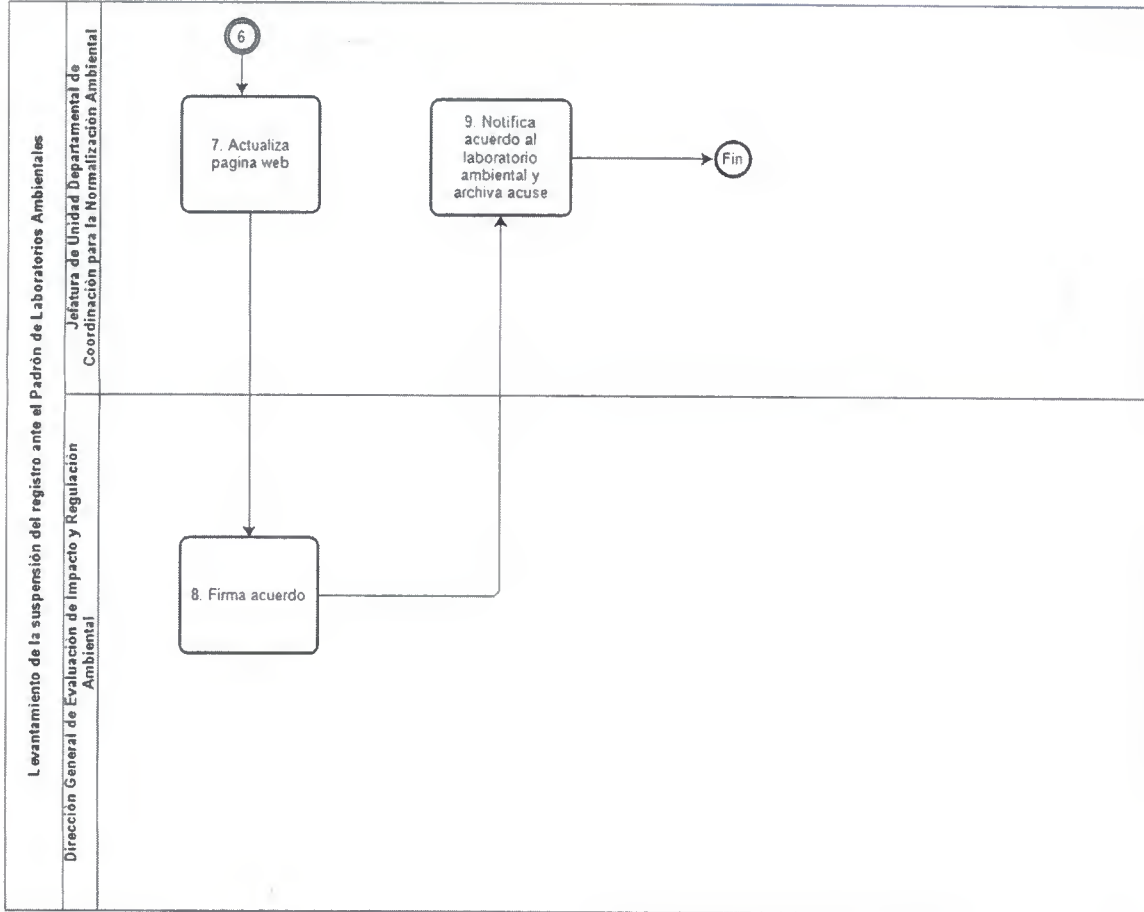 Levantamiento de la suspensión del registro ante el Padrón de Laboratorios Ambientales
Jefatura de Unidad Departamental de
Coordinación para la Normalización Ambiental
6
7. Actualiza
pagina web
9. Notifica
acuerdo al
laboratorio
ambiental y
archiva acuse
Fin
Dirección General de Evaluación de Impacto y Regulación
Ambiental
8. Firma acuerdo